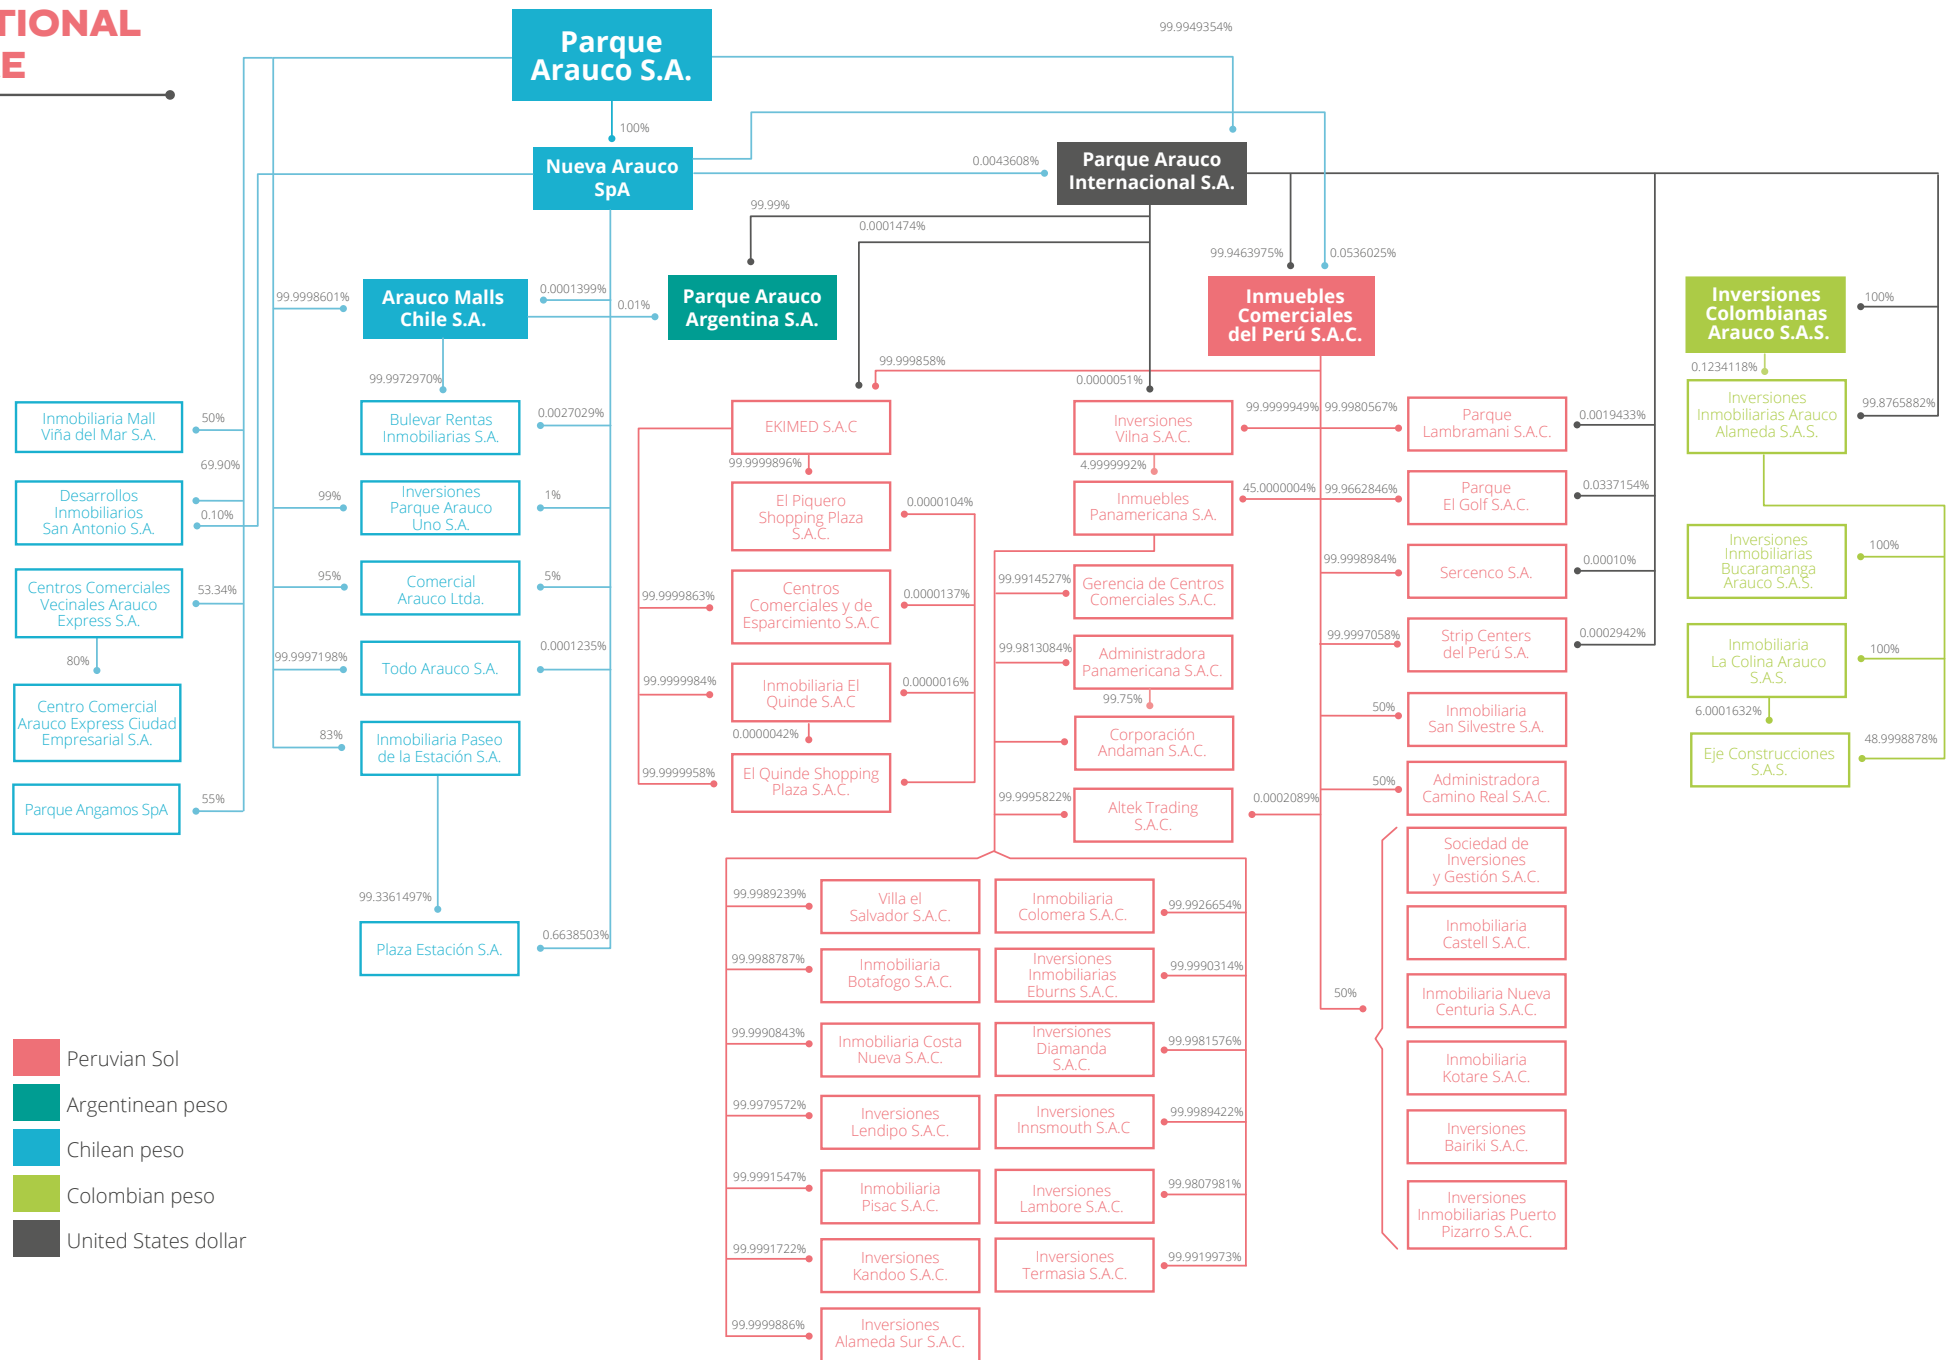 TIONAL
E
Parque
Arauco S.A.
99.9949354%
100%
Nueva Arauco
SpA
0.0043608%
Parque Arauco
Internacional S.A.
99.99%
0.0001474%
99.9463975%
0.0536025%
99.9998601%
Arauco Malls
Chile S.A.
0.0001399%
0.01%
Parque Arauco
Argentina S.A.
Inmuebles
Comerciales
del Perú S.A.C.
Inversiones
Colombianas
Arauco S.A.S.
100%
99.9972970%
99.999858%
0.0000051%
0.1234118%
Inmobiliaria Mall
Viña del Mar S.A.
50%
69.90%
Desarrollos
Inmobiliarios
San Antonio S.A.
0.10%
Centros Comerciales
Vecinales Arauco
Express S.A.
53.34%
80%
Centro Comercial
Arauco Express Ciudad
Empresarial S.A.
Parque Angamos SpA
55%
Bulevar Rentas
Inmobiliarias S.A.
0.0027029%
99%
Inversiones
Parque Arauco
Uno S.A.
1%
95%
Comercial
Arauco Ltda.
5%
99.9997198%
Todo Arauco S.A.
0.0001235%
83%
Inmobiliaria Paseo
de la Estación S.A.
99.3361497%
Plaza Estación S.A.
0.6638503%
EKIMED S.A.C
99.9999896%
El Piquero
Shopping Plaza
S.A.C.
0.0000104%
99.9999863%
Centros
Comerciales y de
Esparcimiento S.A.C
0.0000137%
99.9999984%
Inmobiliaria El
Quinde S.A.C
0.0000016%
0.0000042%
99.9999958%
El Quinde Shopping
Plaza S.A.C.
Inversiones
Vilna S.A.C.
99.9999949%
4.9999992%
Inmuebles
Panamericana S.A.
45.0000004%
99.9914527%
Gerencia de Centros
Comerciales S.A.C.
99.9813084%
Administradora
Panamericana S.A.C.
99.75%
Corporación
Andaman S.A.C.
99.9995822%
Altek Trading
S.A.C.
0.0002089%
99.9980567%
Parque
Lambramani S.A.C.
0.0019433%
99.9662846%
Parque
El Golf S.A.C.
0.0337154%
99.9998984%
Sercenco S.A.
0.00010%
99.9997058%
Strip Centers
del Perú S.A.
0.0002942%
50%
Inmobiliaria
San Silvestre S.A.
50%
Administradora
Camino Real S.A.C.
50%
Sociedad de
Inversiones
y Gestión S.A.C.
Inmobiliaria
Castell S.A.C.
Inmobiliaria Nueva
Centuria S.A.C.
Inmobiliaria
Kotare S.A.C.
Inversiones
Bairiki S.A.C.
Inversiones
Inmobiliarias Puerto
Pizarro S.A.C.
Inversiones
Inmobiliarias Arauco
Alameda S.A.S.
99.8765882%
Inversiones
Inmobiliarias
Bucaramanga
Arauco S.A.S.
100%
Inmobiliaria
La Colina Arauco
S.A.S.
100%
6.0001632%
Eje Construcciones
S.A.S.
48.9998878%
99.9989239%
Villa el
Salvador S.A.C.
99.9988787%
Inmobiliaria
Botafogo S.A.C.
99.9990843%
Inmobiliaria Costa
Nueva S.A.C.
99.9979572%
Inversiones
Lendipo S.A.C.
99.9991547%
Inmobiliaria
Pisac S.A.C.
99.9991722%
Inversiones
Kandoo S.A.C.
99.9999886%
Inversiones
Alameda Sur S.A.C.
Inmobiliaria
Colomera S.A.C.
99.9926654%
Inversiones
Inmobiliarias
Eburns S.A.C.
99.9990314%
Inversiones
Diamanda
S.A.C.
99.9981576%
Inversiones
Innsmouth S.A.C
99.9989422%
Inversiones
Lambore S.A.C.
99.9807981%
Inversiones
Termasia S.A.C.
99.9919973%
Peruvian Sol
Argentinean peso
Chilean peso
Colombian peso
United States dollar